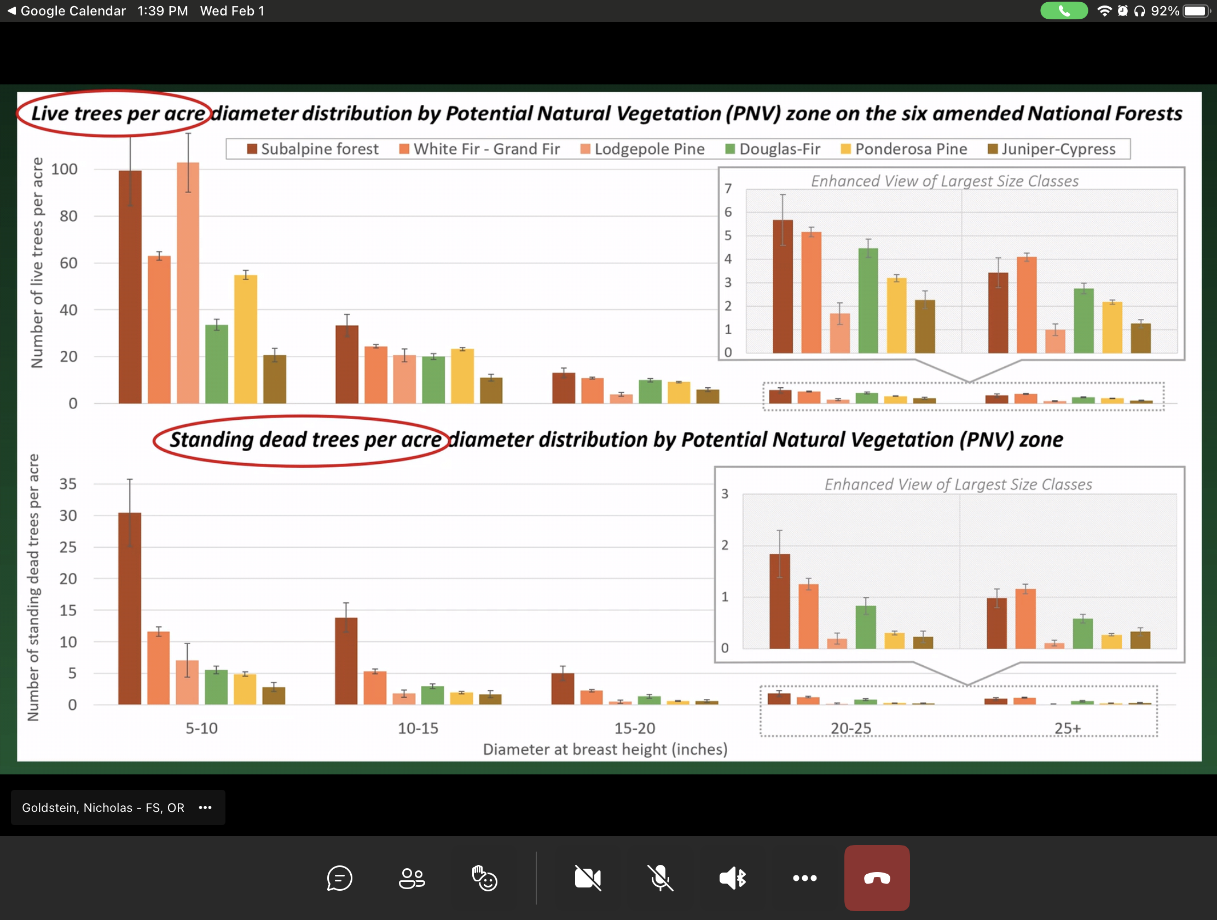 ◀ Google Calendar 1:39 PM Wed Feb 1 92%
Live trees per acre diameter distribution by Potential Natural Vegetation (PNV) zone on the six amended National Forests
Subalpine forest White Fir - Grand Fir Lodgepole Pine Douglas-Fir Ponderosa Pine Juniper-Cypress
Number of live trees per acre
100
80
60
40
20
0
Enhanced View of Largest Size Classes
7
6
5
4
3
2
1
0
Standing dead trees per acre diameter distribution by Potential Natural Vegetation (PNV) zone
Number of standing dead trees per acre
35
30
25
20
15
10
5
0
Enhanced View of Largest Size Classes
3
2
1
0
5-10 10-15 15-20 20-25 25+
Diameter at breast height (inches)
Goldstein, Nicholas - FS, OR •••